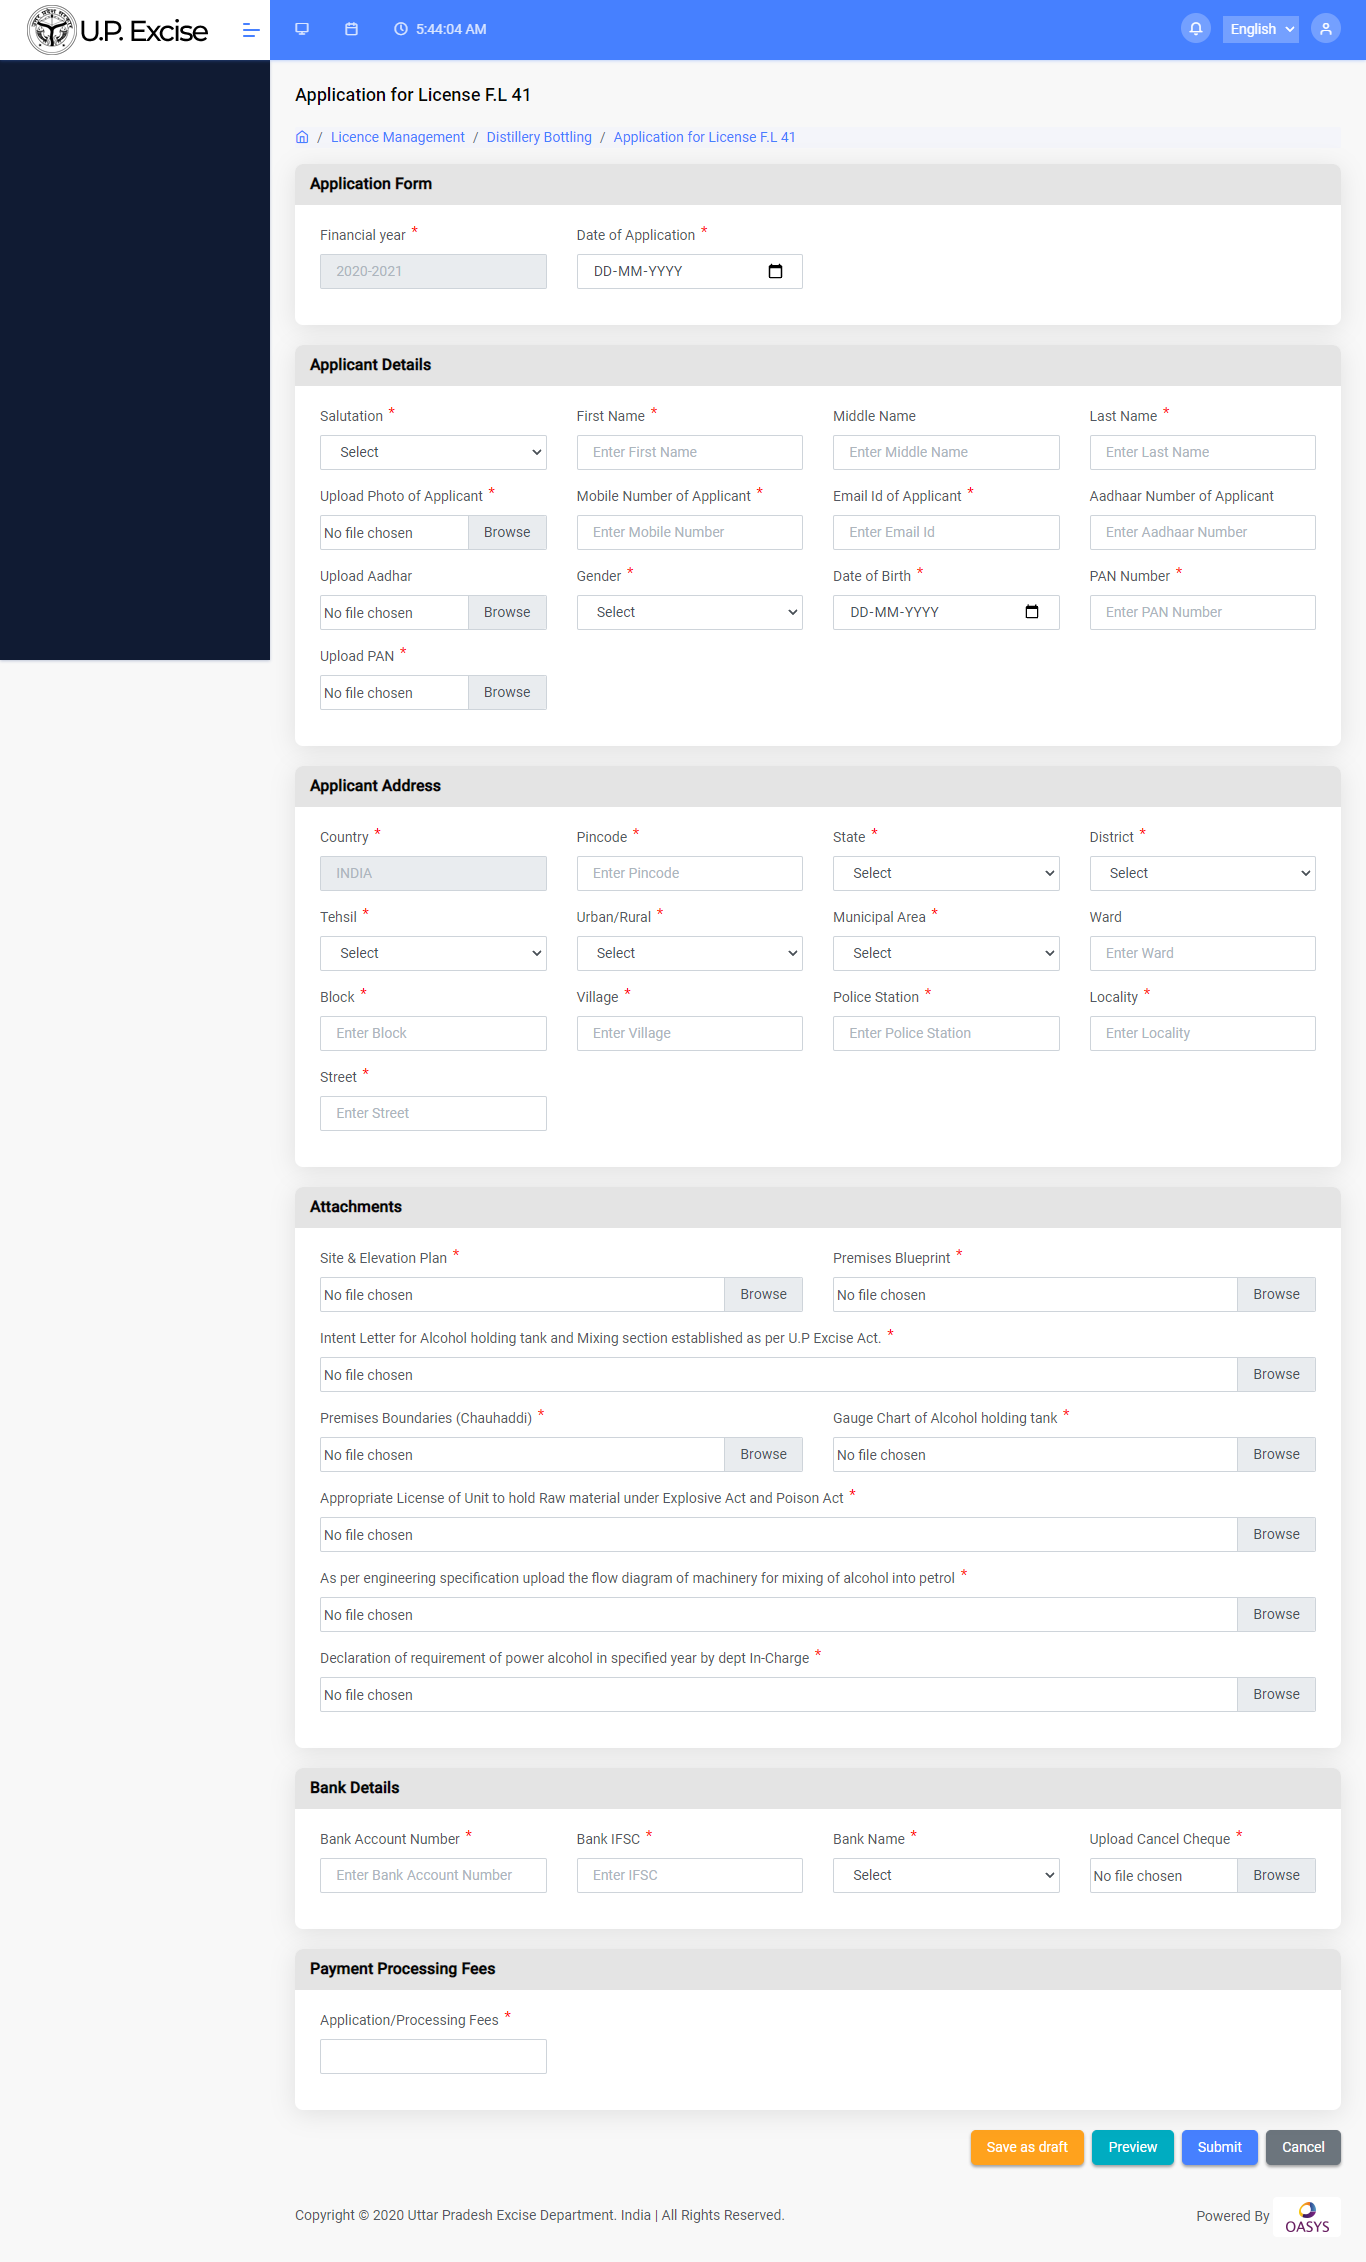 U.P. Excise
5:44:04 AM
English
Application for License F.L 41
/ Licence Management / Distillery Bottling / Application for License F.L 41
Application Form
Financial year * Date of Application *
2020-2021 DD-MM-YYYY
Applicant Details
Salutation * First Name * Middle Name Last Name *
Select Enter First Name Enter Middle Name Enter Last Name
Upload Photo of Applicant * Mobile Number of Applicant * Email Id of Applicant * Aadhaar Number of Applicant
No file chosen Browse Enter Mobile Number Enter Email Id Enter Aadhaar Number
Upload Aadhar Gender * Date of Birth * PAN Number *
No file chosen Browse Select DD-MM-YYYY Enter PAN Number
Upload PAN *
No file chosen Browse
Applicant Address
Country * Pincode * State * District *
INDIA Enter Pincode Select Select
Tehsil * Urban/Rural * Municipal Area * Ward
Select Select Select Enter Ward
Block * Village * Police Station * Locality *
Enter Block Enter Village Enter Police Station Enter Locality
Street *
Enter Street
Attachments
Site & Elevation Plan * Premises Blueprint *
No file chosen Browse No file chosen Browse
Intent Letter for Alcohol holding tank and Mixing section established as per U.P Excise Act. *
No file chosen Browse
Premises Boundaries (Chauhaddi) * Gauge Chart of Alcohol holding tank *
No file chosen Browse No file chosen Browse
Appropriate License of Unit to hold Raw material under Explosive Act and Poison Act *
No file chosen Browse
As per engineering specification upload the flow diagram of machinery for mixing of alcohol into petrol *
No file chosen Browse
Declaration of requirement of power alcohol in specified year by dept In-Charge *
No file chosen Browse
Bank Details
Bank Account Number * Bank IFSC * Bank Name * Upload Cancel Cheque *
Enter Bank Account Number Enter IFSC Select No file chosen Browse
Payment Processing Fees
Application/Processing Fees *
Save as draft Preview Submit Cancel
Copyright © 2020 Uttar Pradesh Excise Department. India | All Rights Reserved. Powered By OASYS